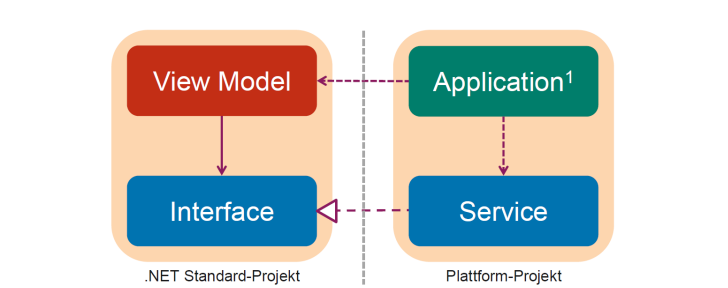 View Model
Application¹
Interface
Service
.NET Standard-Projekt
Plattform-Projekt